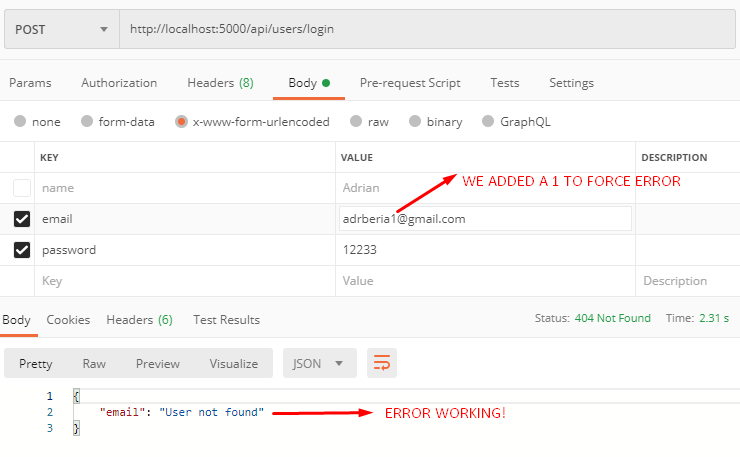 POST http://localhost:5000/api/users/login
Params Authorization Headers (8) Body Pre-request Script Tests Settings
none form-data x-www-form-urlencoded raw binary GraphQL
KEY VALUE DESCRIPTION
name Adrian WE ADDED A 1 TO FORCE ERROR
email adrberia1@gmail.com
password 12233
Key Value Description
Body Cookies Headers (6) Test Results Status: 404 Not Found Time: 2.31 s
Pretty Raw Preview Visualize JSON
1 {
2 "email": "User not found" ERROR WORKING!
3 }